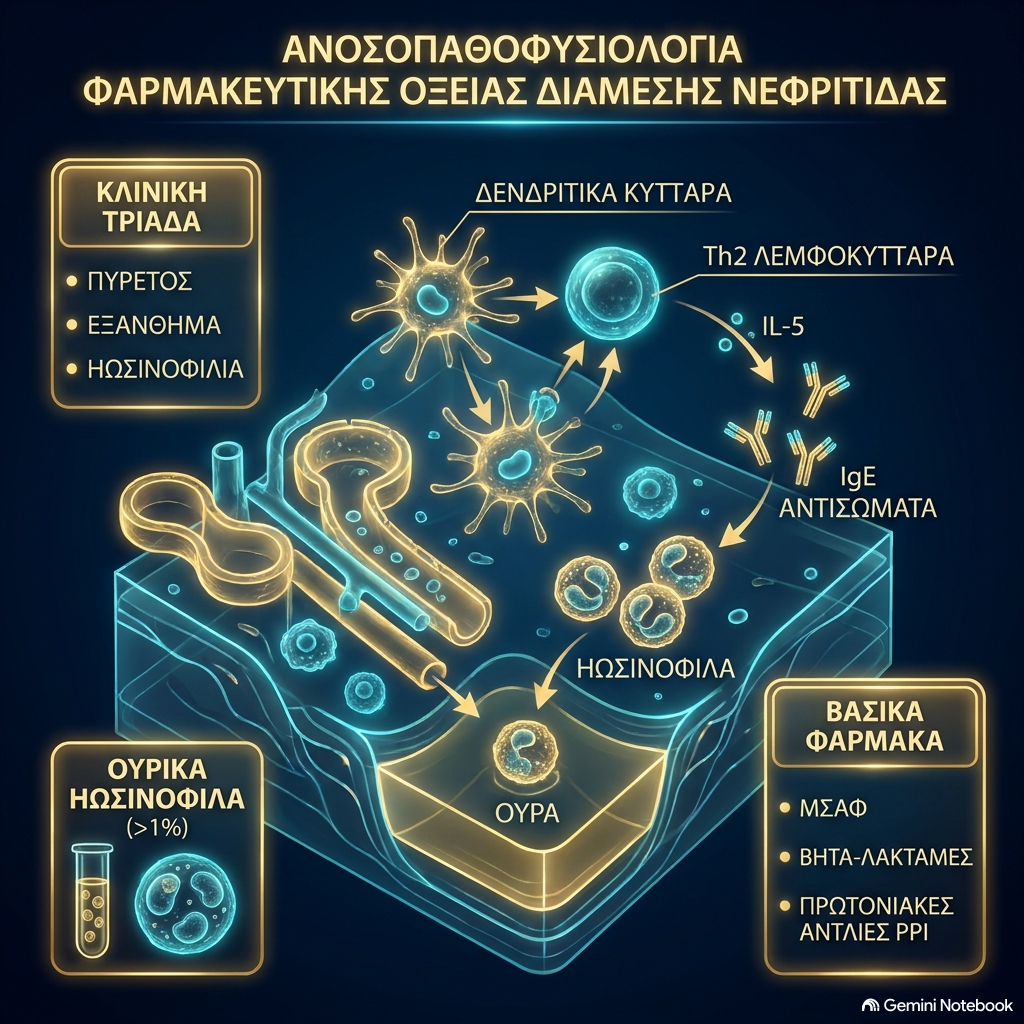 ΑΝΟΣΟΠΑΘΟΦΥΣΙΟΛΟΓΙΑ
ΦΑΡΜΑΚΕΥΤΙΚΗΣ ΟΞΕΙΑΣ ΔΙΑΜΕΣΗΣ ΝΕΦΡΙΤΙΔΑΣ
ΚΛΙΝΙΚΗ
ΤΡΙΑΔΑ
• ΠΥΡΕΤΟΣ
• ΕΞΑΝΘΗΜΑ
• ΗΩΣΙΝΟΦΙΛΙΑ
ΔΕΝΔΡΙΤΙΚΑ ΚΥΤΤΑΡΑ
Th2 ΛΕΜΦΟΚΥΤΤΑΡΑ
IL-5
IgE
ΑΝΤΙΣΩΜΑΤΑ
ΗΩΣΙΝΟΦΙΛΑ
ΟΥΡΑ
ΟΥΡΙΚΑ
ΗΩΣΙΝΟΦΙΛΑ
(>1%)
ΒΑΣΙΚΑ
ΦΑΡΜΑΚΑ
• ΜΣΑΦ
• ΒΗΤΑ-ΛΑΚΤΑΜΕΣ
• ΠΡΩΤΟΝΙΑΚΕΣ
ΑΝΤΛΙΕΣ PPI
Gemini Notebook